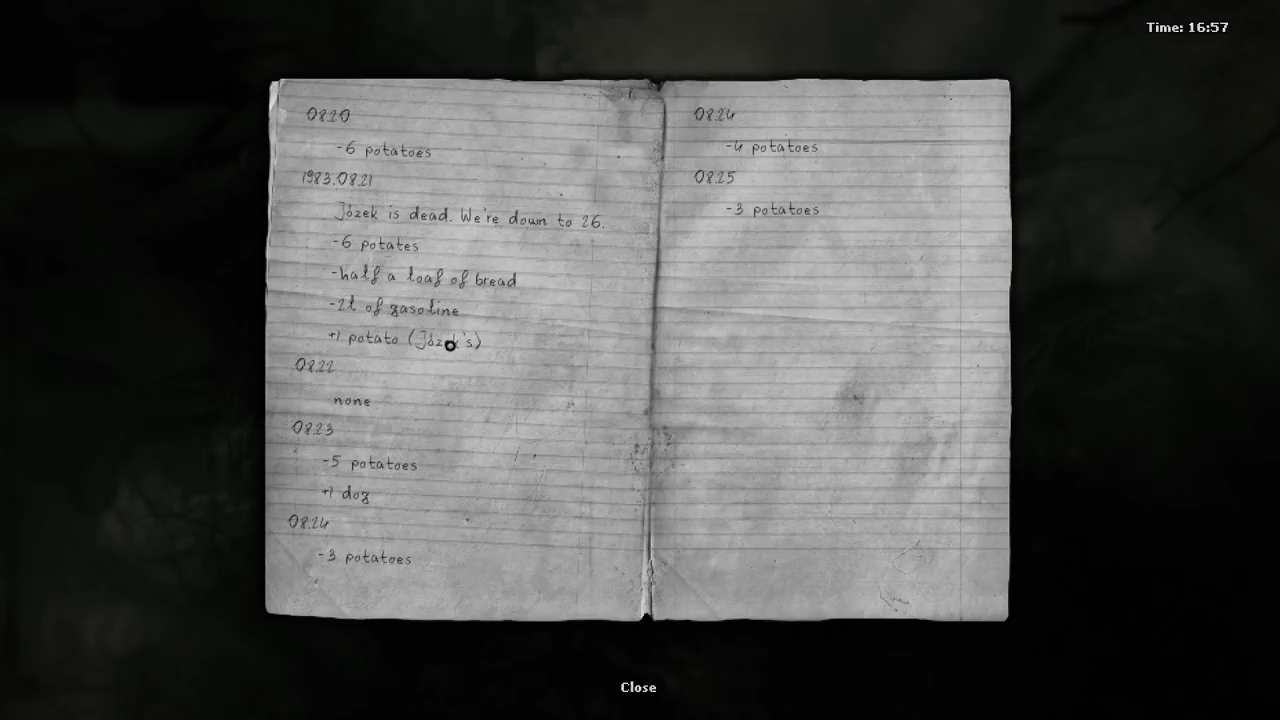 Time: 16:57
08.20
-6 potatoes
1983.08.21
Józek is dead. We're down to 26.
-6 potates
-half a loaf of bread
-2l of gasoline
+1 potato (Józek's)
08.22
none
08.23
-5 potatoes
+1 dog
08.24
-3 potatoes
08.24
-4 potatoes
08.25
-3 potatoes
Close